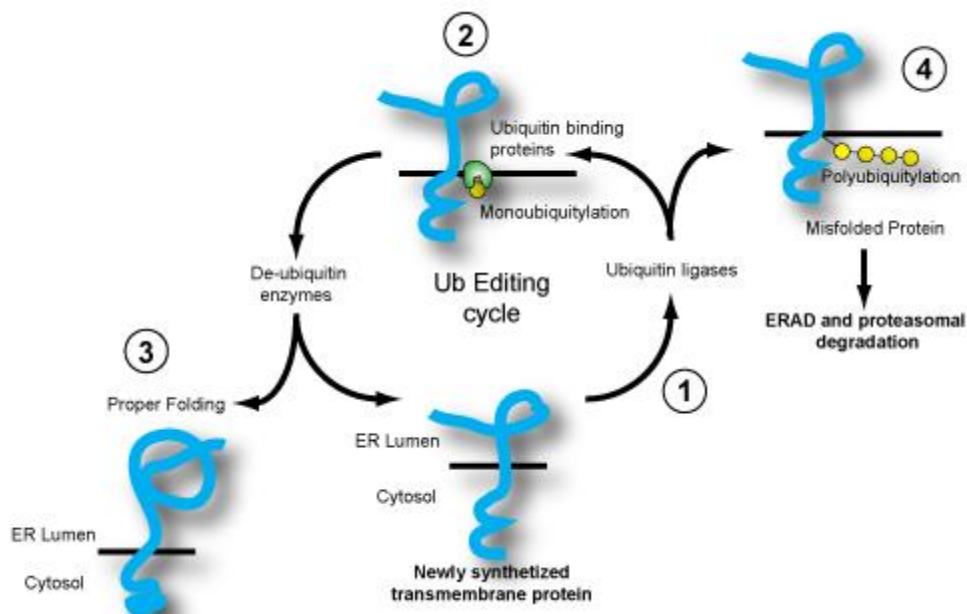 2
4
Ubiquitin binding
proteins
Polyubiquitylation
Monoubiquitylation
Misfolded Protein
De-ubiquitin
enzymes
Ub Editing
cycle
Ubiquitin ligases
ERAD and proteasomal
degradation
3
1
Proper Folding
ER Lumen
Cytosol
ER Lumen
Cytosol
Newly synthetized
transmembrane protein